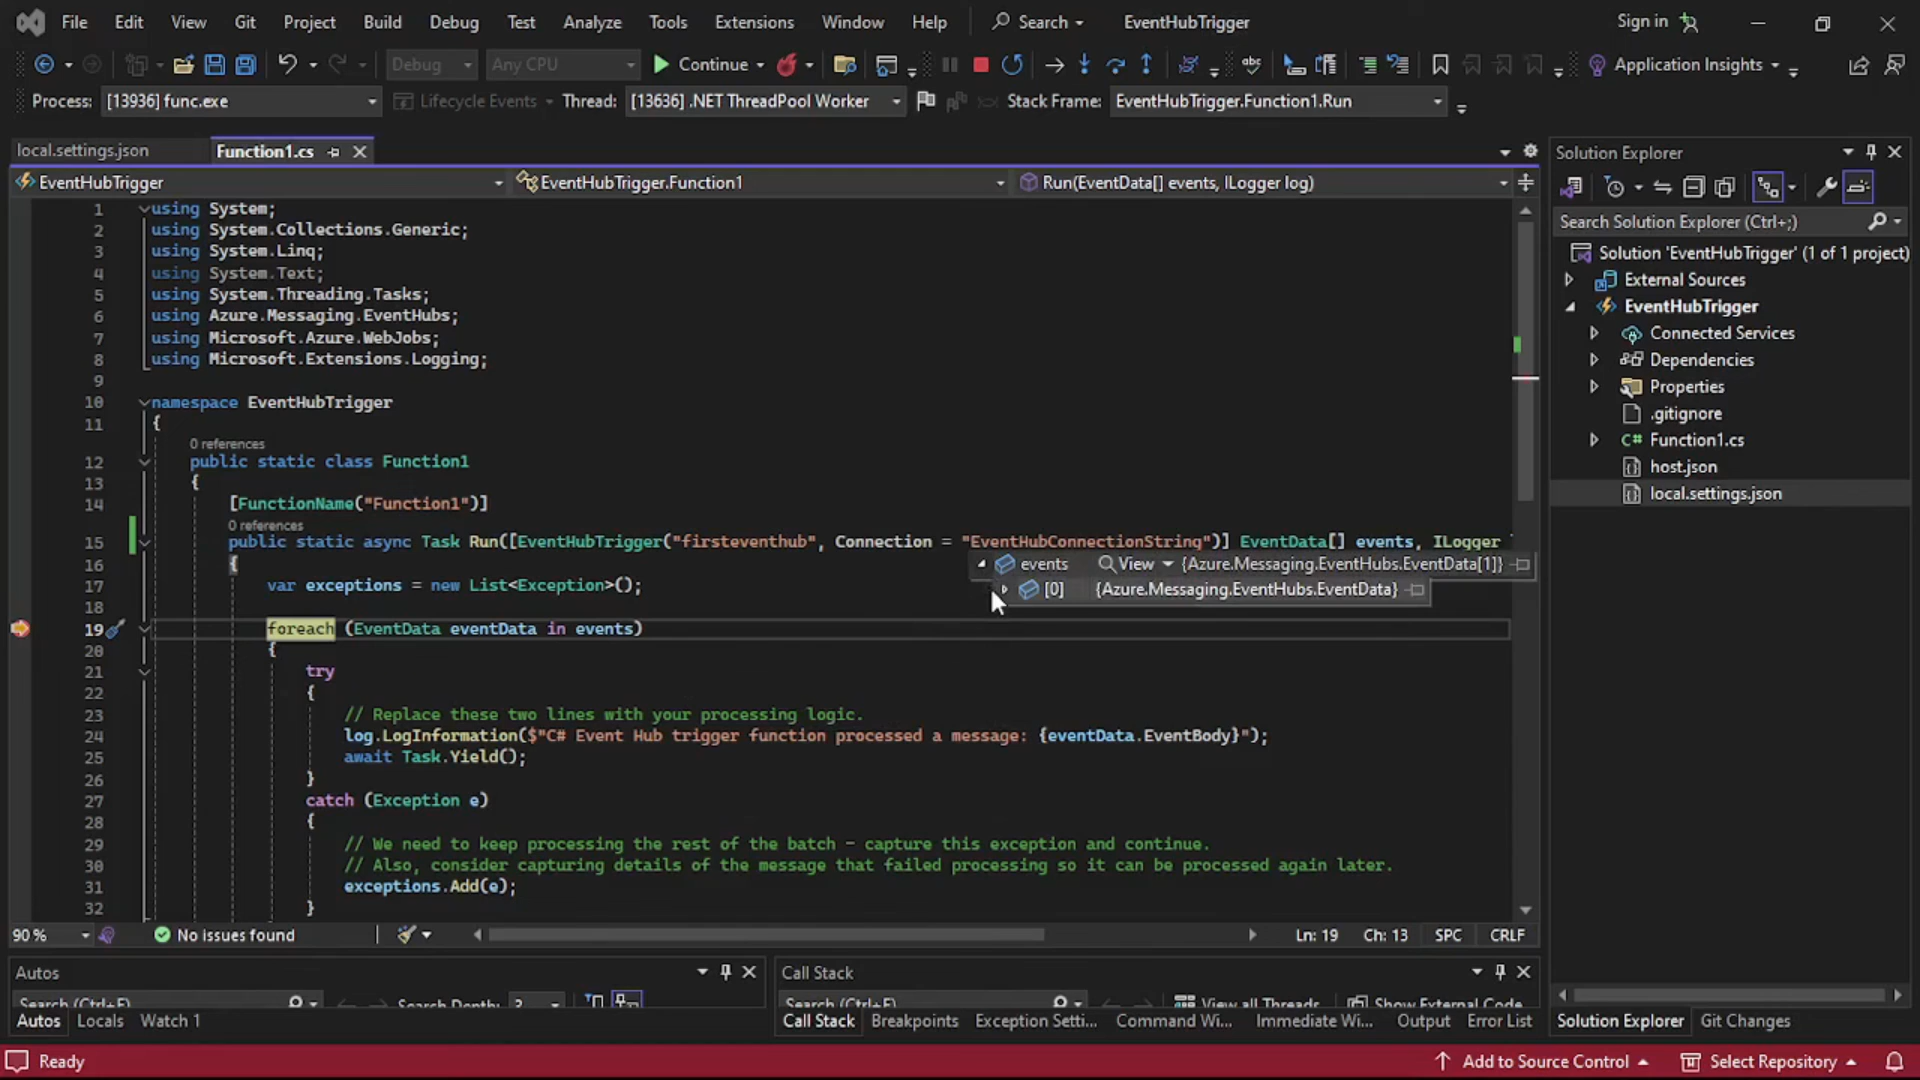 File Edit View Git Project Build Debug Test Analyze Tools Extensions Window Help Search EventHubTrigger Sign in
Debug Any CPU Continue Application Insights
Process: [13936] func.exe Lifecycle Events Thread: [13636] .NET ThreadPool Worker Stack Frame: EventHubTrigger.Function1.Run
local.settings.json Function1.cs
EventHubTrigger EventHubTrigger.Function1 Run(EventData[] events, ILogger log)
1 using System;
2 using System.Collections.Generic;
3 using System.Linq;
4 using System.Text;
5 using System.Threading.Tasks;
6 using Azure.Messaging.EventHubs;
7 using Microsoft.Azure.WebJobs;
8 using Microsoft.Extensions.Logging;
9
10 namespace EventHubTrigger
11 {
0 references
12 public static class Function1
13 {
14 [FunctionName("Function1")]
0 references
15 public static async Task Run([EventHubTrigger("firsteventhub", Connection = "EventHubConnectionString")] EventData[] events, ILogger
16 {
events View {Azure.Messaging.EventHubs.EventData[1]}
17 var exceptions = new List<Exception>();
[0] {Azure.Messaging.EventHubs.EventData}
18
19 foreach (EventData eventData in events)
20 {
21 try
22 {
23 // Replace these two lines with your processing logic.
24 log.LogInformation($"C# Event Hub trigger function processed a message: {eventData.EventBody}");
25 await Task.Yield();
26 }
27 catch (Exception e)
28 {
29 // We need to keep processing the rest of the batch - capture this exception and continue.
30 // Also, consider capturing details of the message that failed processing so it can be processed again later.
31 exceptions.Add(e);
32 }
90 % No issues found Ln: 19 Ch: 13 SPC CRLF
Autos
Search (Ctrl+E) Search Depth: 3
Autos Locals Watch 1
Call Stack
Search (Ctrl+E) View all Threads Show External Code
Call Stack Breakpoints Exception Setti... Command Wi... Immediate Wi... Output Error List
Solution Explorer
Search Solution Explorer (Ctrl+;)
Solution 'EventHubTrigger' (1 of 1 project)
External Sources
EventHubTrigger
Connected Services
Dependencies
Properties
.gitignore
C# Function1.cs
host.json
local.settings.json
Solution Explorer Git Changes
Ready Add to Source Control Select Repository